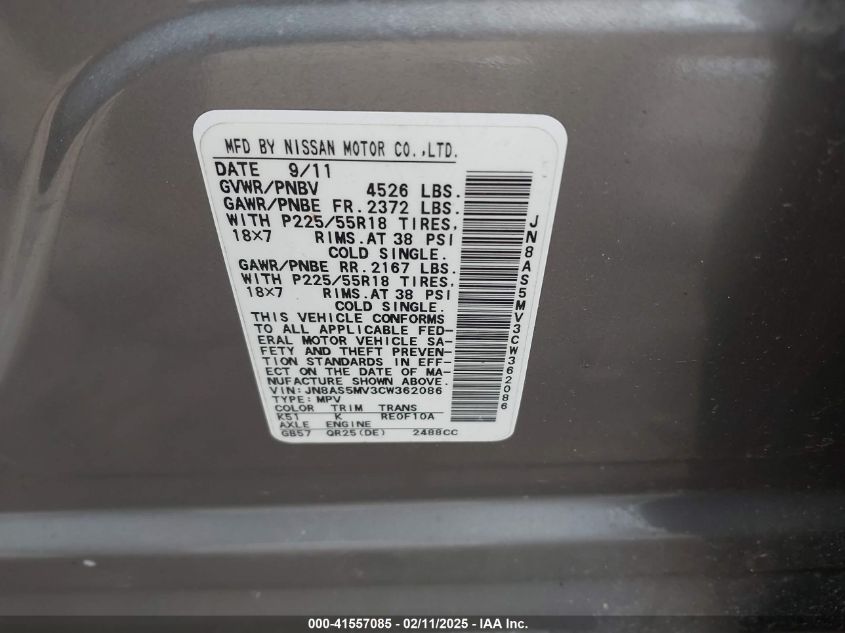 MFD BY NISSAN MOTOR CO.,LTD.
DATE 9/11
GVWR/PNBV 4526 LBS.
GAWR/PNBE FR. 2372 LBS.
WITH P225/55R18 TIRES,
18X7 RIMS. AT 38 PSI
COLD SINGLE.
GAWR/PNBE RR. 2167 LBS.
WITH P225/55R18 TIRES,
18X7 RIMS. AT 38 PSI
COLD SINGLE.
THIS VEHICLE CONFORMS
TO ALL APPLICABLE FED-
ERAL MOTOR VEHICLE SA-
FETY AND THEFT PREVEN-
TION STANDARDS IN EFF-
ECT ON THE DATE OF MA-
NUFACTURE SHOWN ABOVE.
VIN: JN8AS5MV3CW362086
TYPE: MPV
COLOR TRIM TRANS
K51 K RE0F10A
AXLE ENGINE
GB57 QR25(DE) 2488CC
JN8AS5MV3CW362086
000-41557085 - 02/11/2025 - IAA Inc.